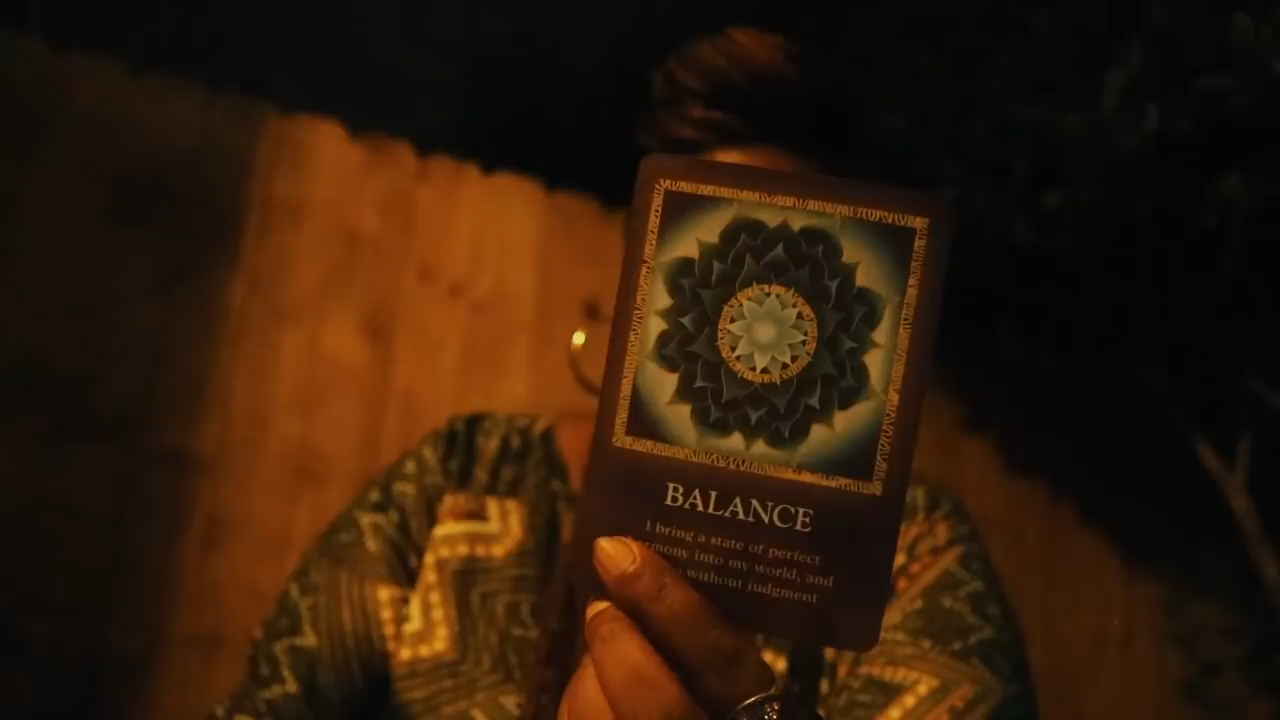 BALANCE
I bring a state of perfect
rmony into my world, and
without judgment